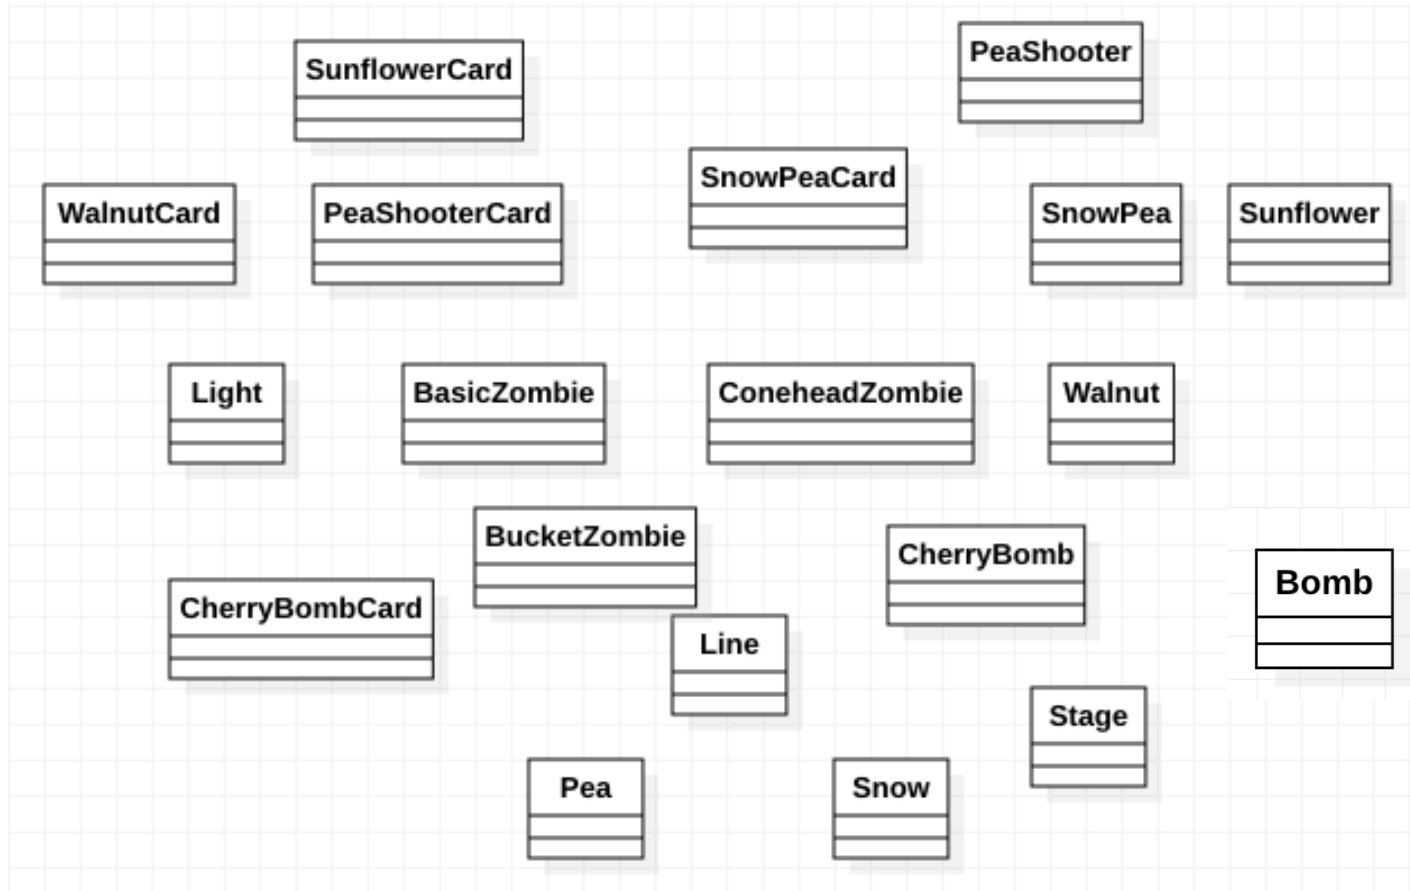 PeaShooter
SunflowerCard
SnowPeaCard
WalnutCard
PeaShooterCard
SnowPea
Sunflower
Light
BasicZombie
ConeheadZombie
Walnut
BucketZombie
CherryBomb
Bomb
CherryBombCard
Line
Stage
Pea
Snow